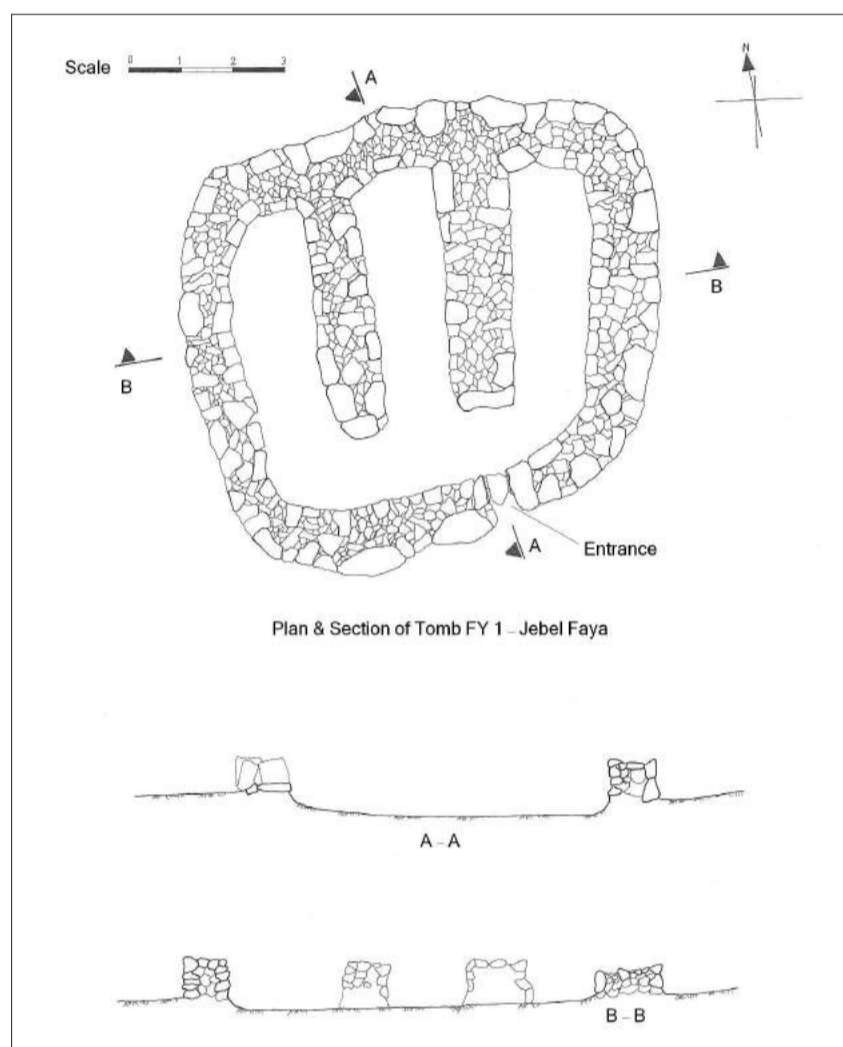 Scale 0 1 2 3
A
N
B
B
A
Entrance
Plan & Section of Tomb FY 1 – Jebel Faya
A – A
B – B